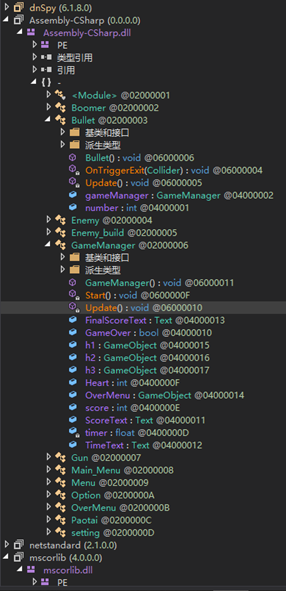 dnSpy (6.1.8.0)
Assembly-CSharp (0.0.0.0)
Assembly-CSharp.dll
PE
类型引用
引用
{ } -
<Module> @02000001
Boomer @02000002
Bullet @02000003
基类和接口
派生类型
Bullet() : void @06000006
OnTriggerExit(Collider) : void @06000004
Update() : void @06000005
gameManager : GameManager @04000002
number : int @04000001
Enemy @02000004
Enemy_build @02000005
GameManager @02000006
基类和接口
派生类型
GameManager() : void @06000011
Start() : void @0600000F
Update() : void @06000010
FinalScoreText : Text @04000013
GameOver : bool @04000010
h1 : GameObject @04000015
h2 : GameObject @04000016
h3 : GameObject @04000017
Heart : int @0400000F
OverMenu : GameObject @04000014
score : int @0400000E
ScoreText : Text @04000011
timer : float @0400000D
TimeText : Text @04000012
Gun @02000007
Main_Menu @02000008
Menu @02000009
Option @0200000A
OverMenu @0200000B
Paotai @0200000C
setting @0200000D
netstandard (2.1.0.0)
mscorlib (4.0.0.0)
mscorlib.dll
PE